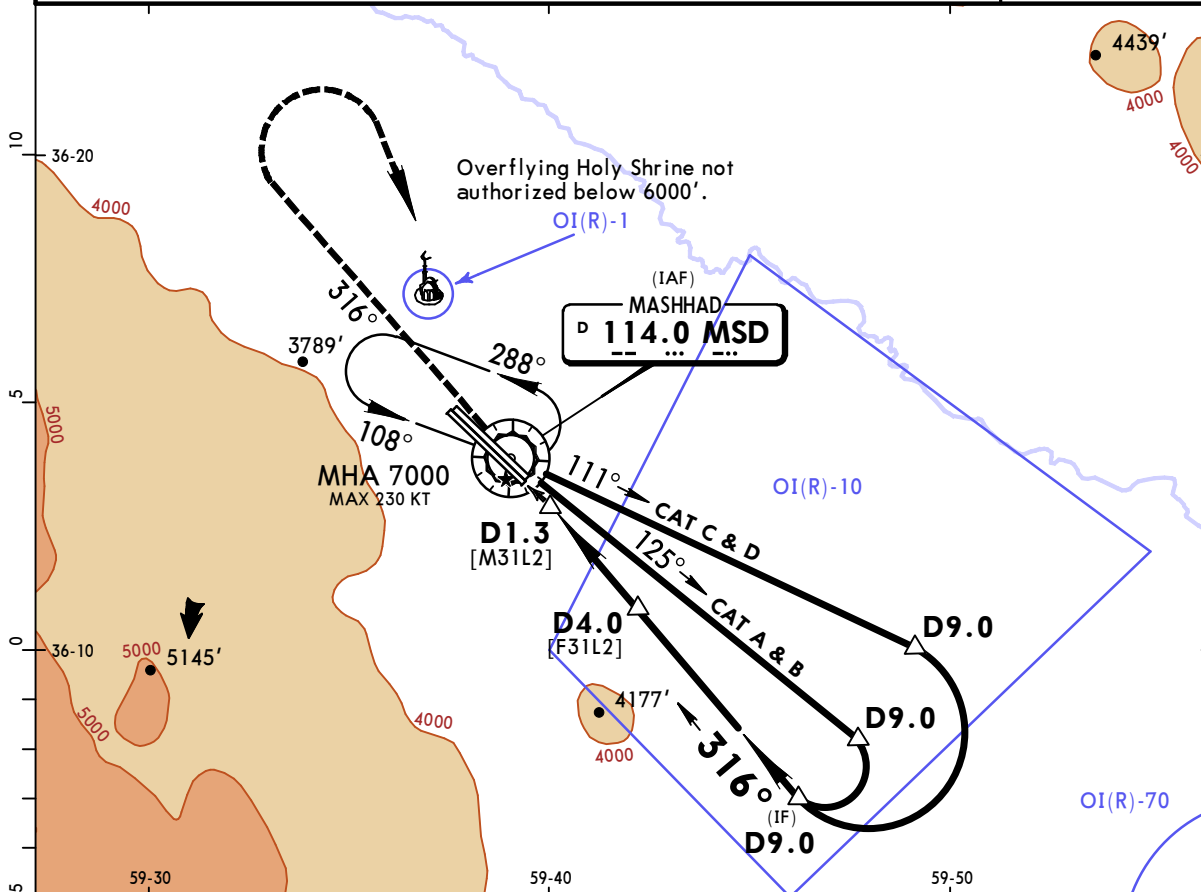 4439'
4000
4000
10
36-20
Overflying Holy Shrine not
authorized below 6000'.
4000
OI(R)-1
(IAF)
MASHHAD
D 114.0 MSD
316°
3789'
288°
5
5000
108°
MHA 7000
MAX 230 KT
111°
CAT C & D
OI(R)-10
D1.3
[M31L2]
125°
CAT A & B
D4.0
[F31L2]
D9.0
0
36-10
5000
5145'
4177'
4000
5000
4000
D9.0
316°
(IF)
D9.0
OI(R)-70
5
59-30
59-40
59-50